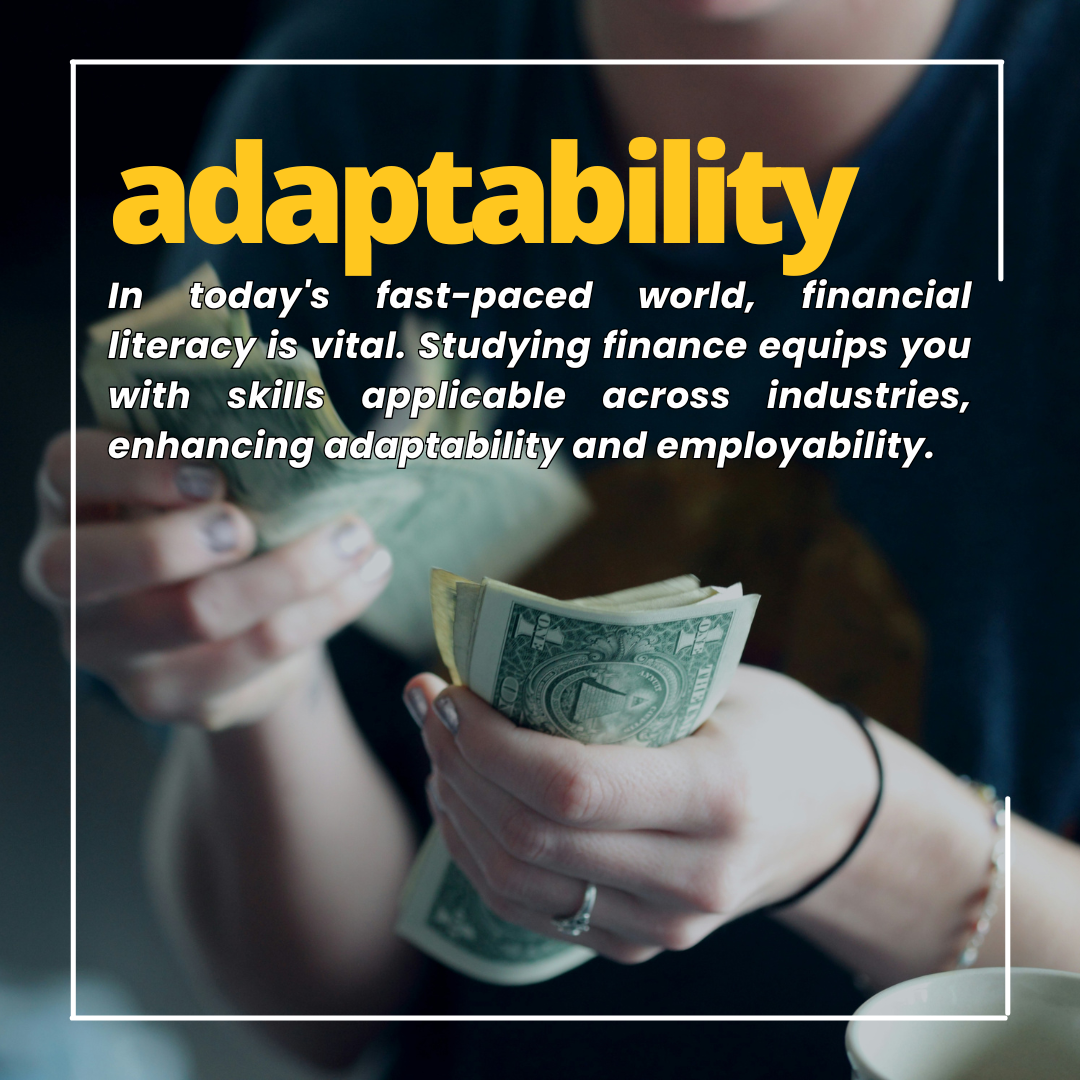 adaptability
In today's fast-paced world, financial
literacy is vital. Studying finance equips you
with skills applicable across industries,
enhancing adaptability and employability.
ONE